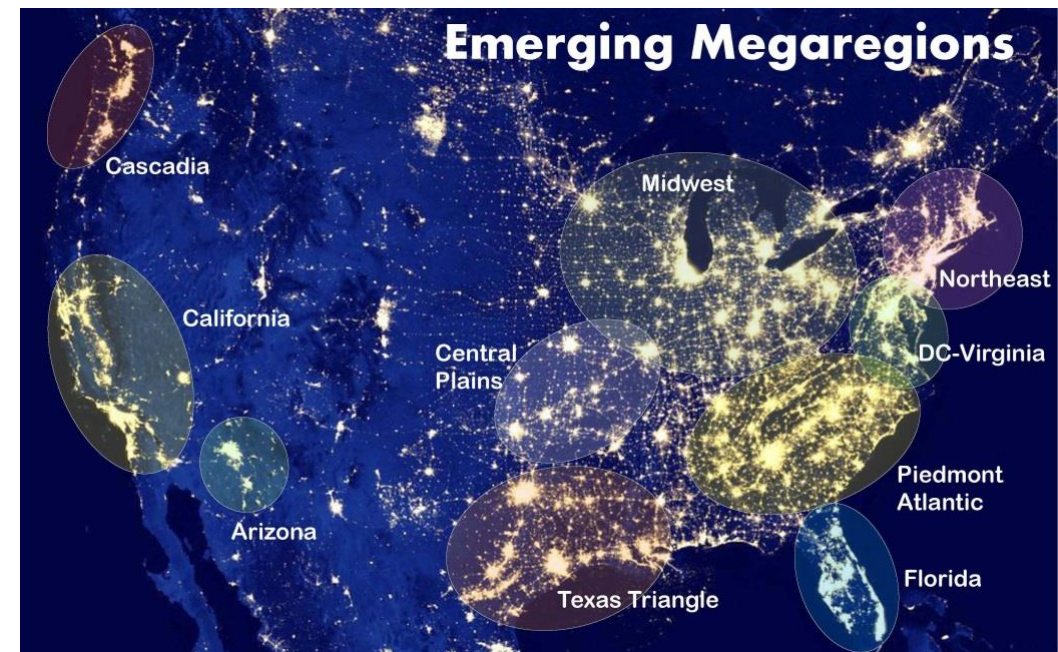 Emerging Megaregions
Cascadia
Midwest
Northeast
California
Central
Plains
DC-Virginia
Piedmont
Atlantic
Arizona
Florida
Texas Triangle